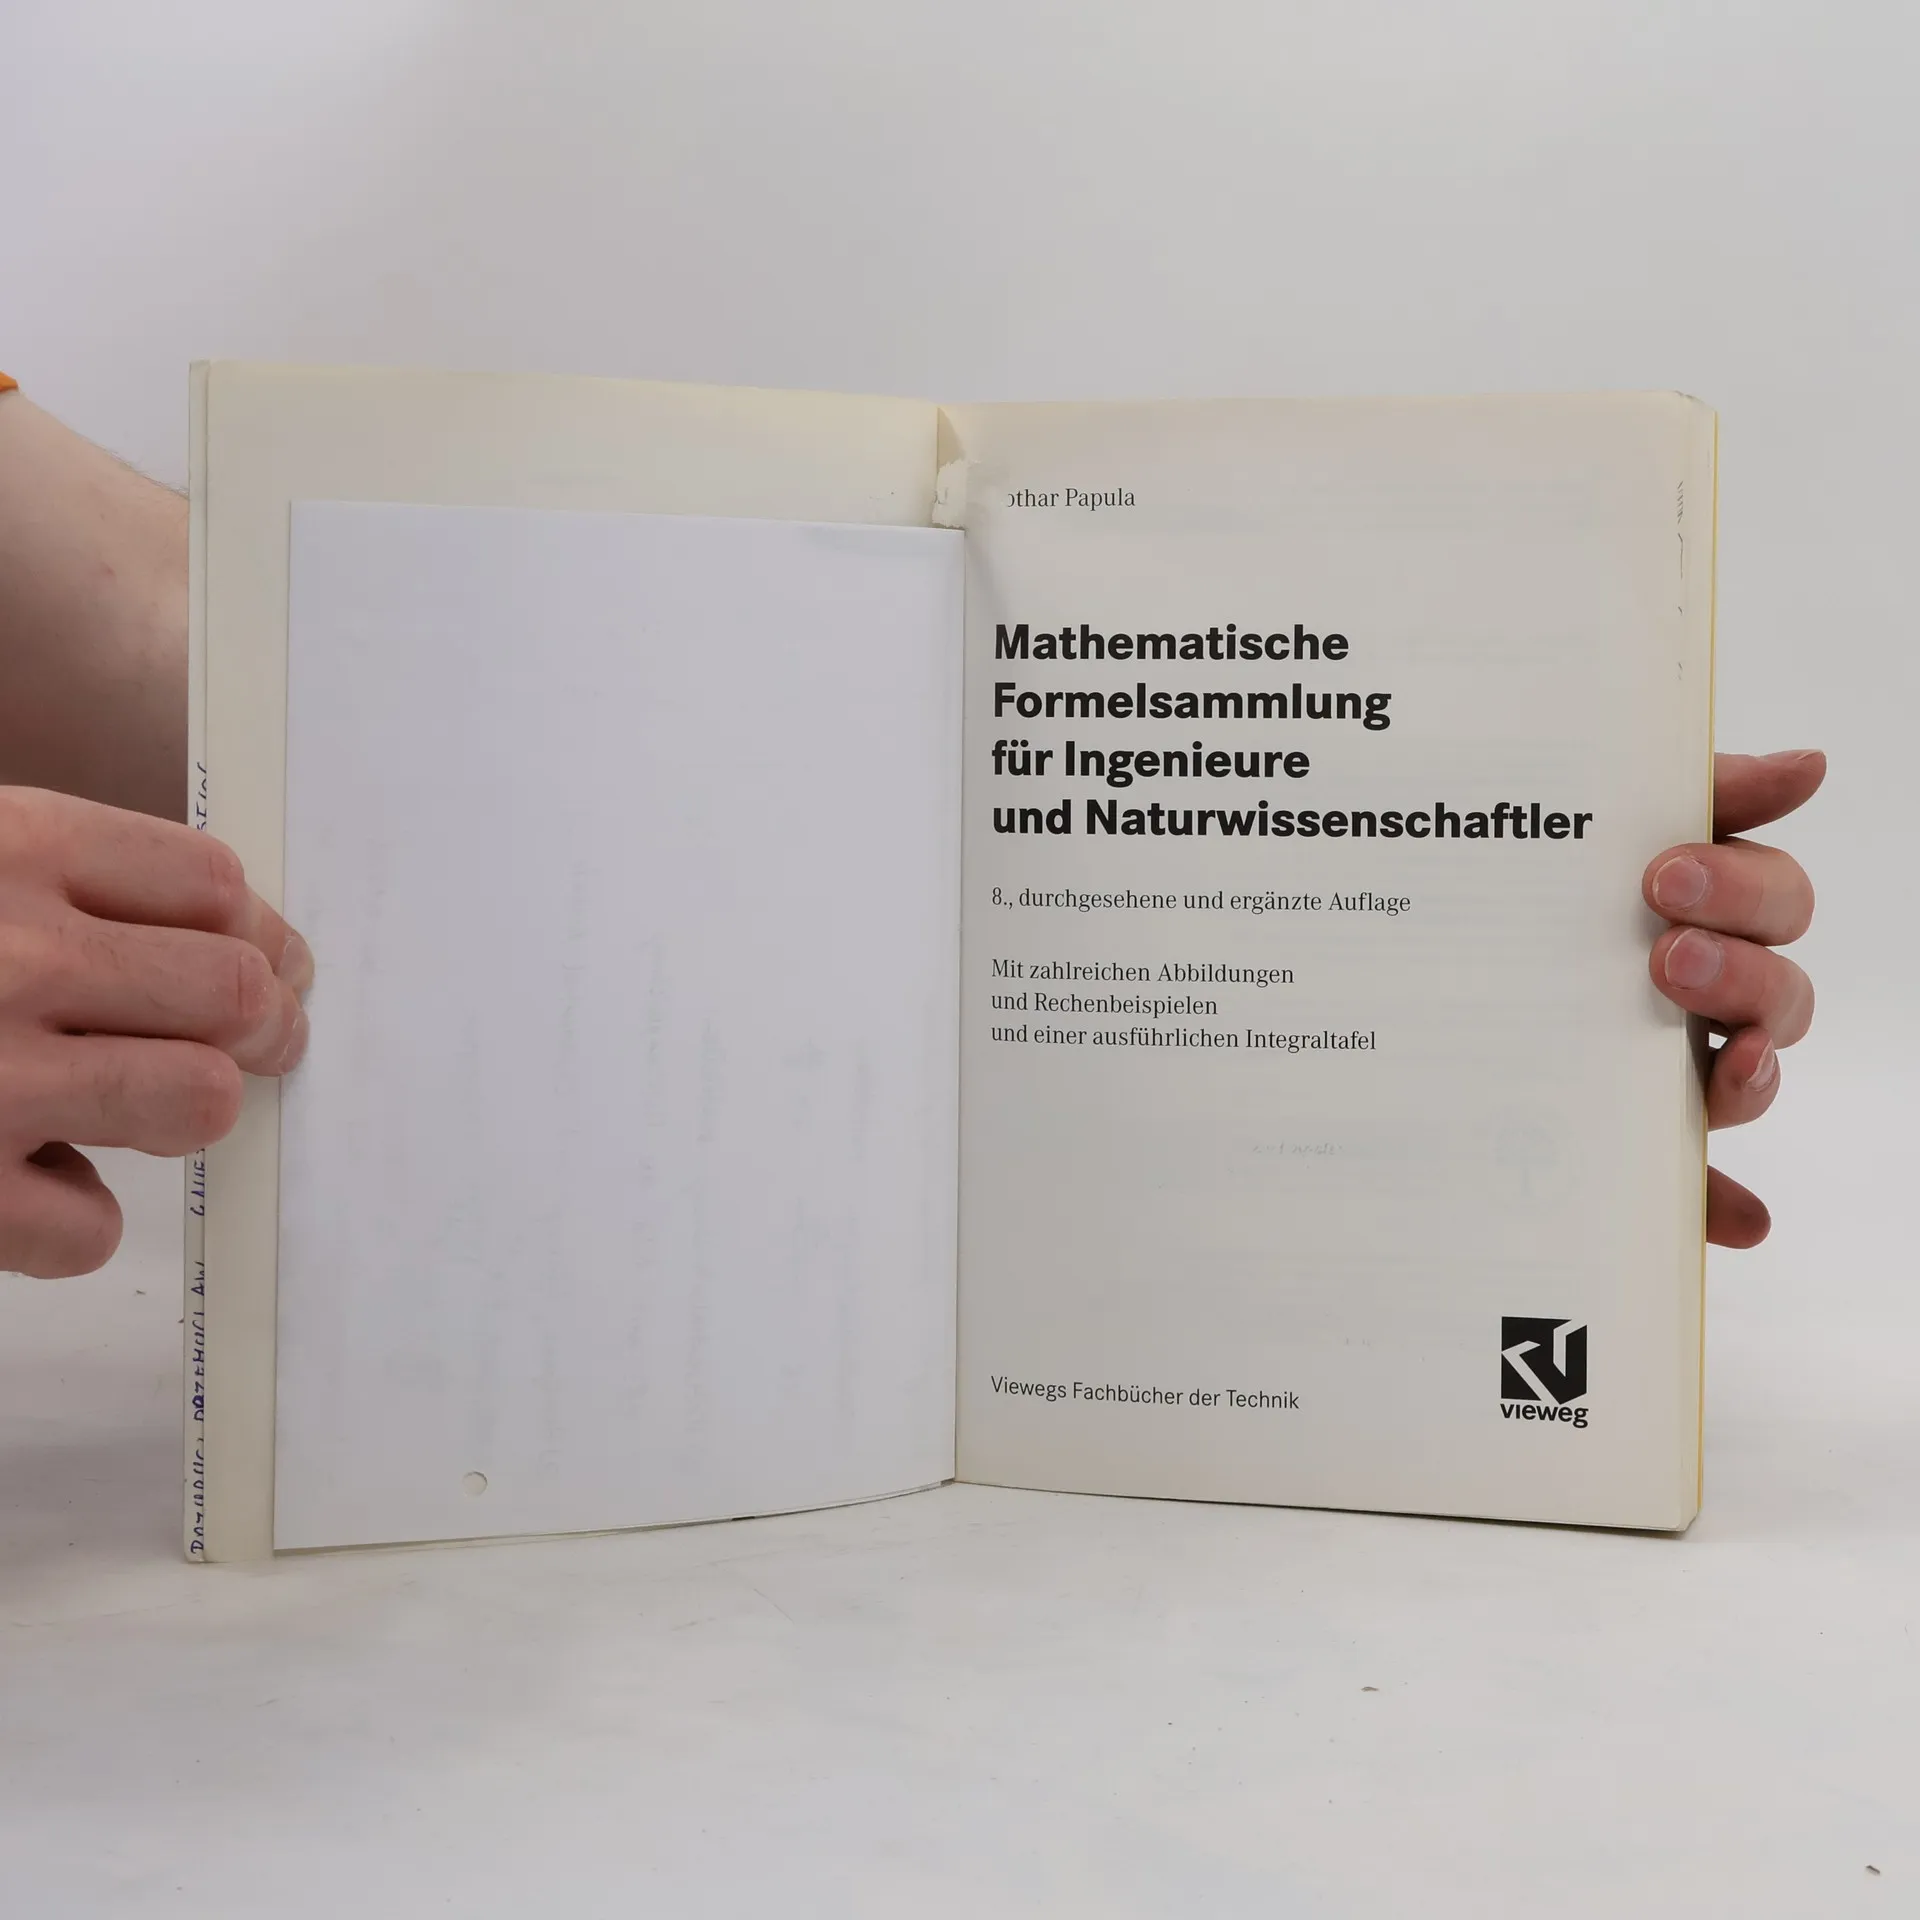 othar Papula
Mathematische
Formelsammlung
für Ingenieure
und Naturwissenschaftler
8., durchgesehene und ergänzte Auflage
Mit zahlreichen Abbildungen
und Rechenbeispielen
und einer ausführlichen Integraltafel
Viewegs Fachbücher der Technik
vieweg